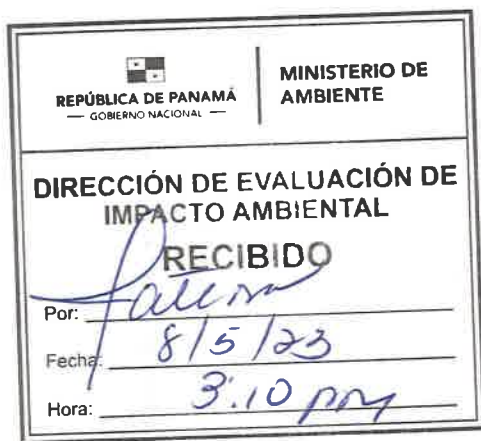 REPÚBLICA DE PANAMÁ
— GOBIERNO NACIONAL —
MINISTERIO DE
AMBIENTE
DIRECCIÓN DE EVALUACIÓN DE
IMPACTO AMBIENTAL
RECIBIDO
Por:
Fecha: 8/5/23
Hora: 3:10 pm